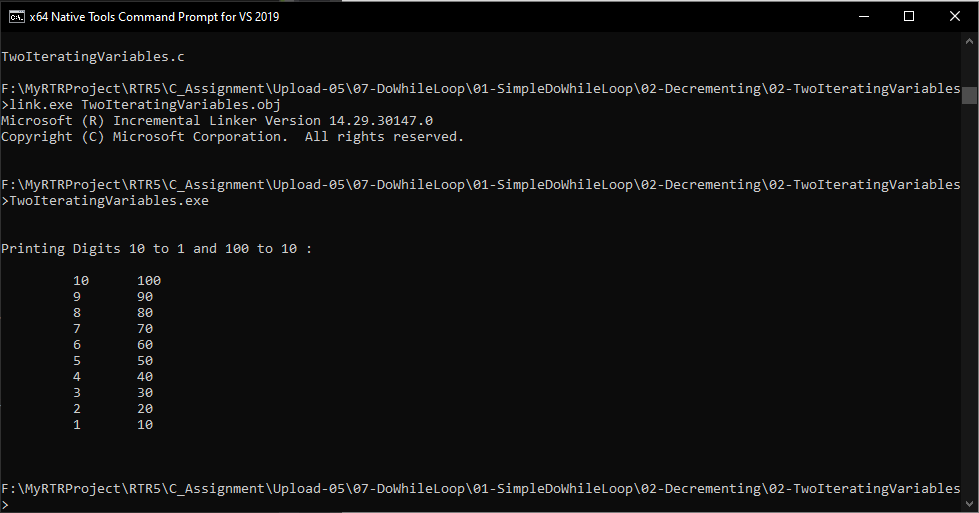 x64 Native Tools Command Prompt for VS 2019
TwoIteratingVariables.c
F:\MyRTRProject\RTR5\C_Assignment\Upload-05\07-DoWhileLoop\01-SimpleDoWhileLoop\02-Decrementing\02-TwoIteratingVariables
>link.exe TwoIteratingVariables.obj
Microsoft (R) Incremental Linker Version 14.29.30147.0
Copyright (C) Microsoft Corporation.  All rights reserved.
F:\MyRTRProject\RTR5\C_Assignment\Upload-05\07-DoWhileLoop\01-SimpleDoWhileLoop\02-Decrementing\02-TwoIteratingVariables
>TwoIteratingVariables.exe
Printing Digits 10 to 1 and 100 to 10 :
10 100
9 90
8 80
7 70
6 60
5 50
4 40
3 30
2 20
1 10
F:\MyRTRProject\RTR5\C_Assignment\Upload-05\07-DoWhileLoop\01-SimpleDoWhileLoop\02-Decrementing\02-TwoIteratingVariables
>